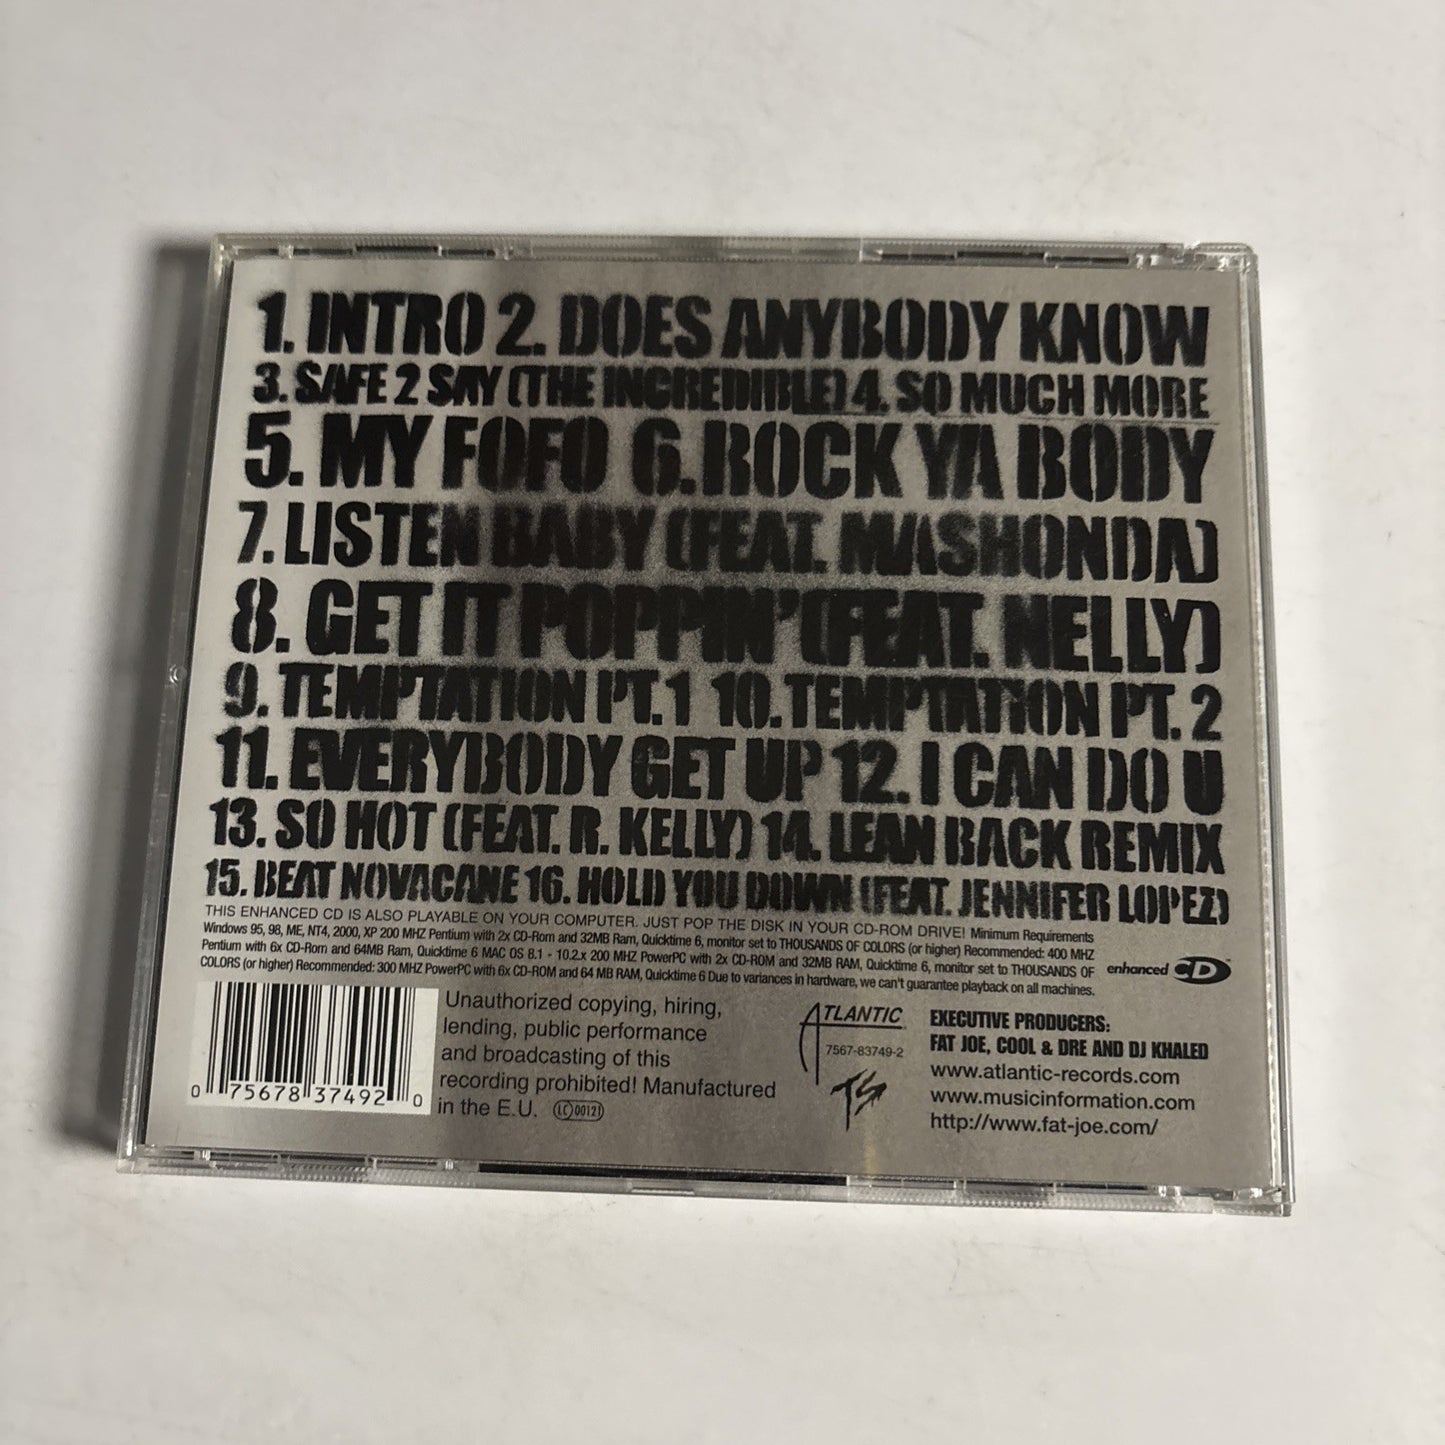 1. INTRO 2. DOES ANYBODY KNOW
3. SAFE 2 SAY (THE INCREDIBLE) 4. SO MUCH MORE
5. MY FOFO 6. ROCK YA BODY
7. LISTEN BABY (FEAT. MASHONDA)
8. GET IT POPPIN' (FEAT. NELLY)
9. TEMPTATION PT. 1 10. TEMPTATION PT. 2
11. EVERYBODY GET UP 12. I CAN DO U
13. SO HOT (FEAT. R. KELLY) 14. LEAN BACK REMIX
15. BEAT NOVACANE 16. HOLD YOU DOWN (FEAT. JENNIFER LOPEZ)
THIS ENHANCED CD IS ALSO PLAYABLE ON YOUR COMPUTER. JUST POP THE DISK IN YOUR CD-ROM DRIVE! Minimum Requirements
Windows 95, 98, ME, NT4, 2000, XP 200 MHZ Pentium with 2x CD-Rom and 32MB Ram, Quicktime 6, monitor set to THOUSANDS OF COLORS (or higher) Recommended: 400 MHZ
Pentium with 6x CD-Rom and 64MB Ram, Quicktime 6 MAC OS 8.1 - 10.2.x 200 MHZ PowerPC with 2x CD-ROM and 32MB RAM, Quicktime 6, monitor set to THOUSANDS OF
COLORS (or higher) Recommended: 300 MHZ PowerPC with 6x CD-ROM and 64 MB RAM, Quicktime 6 Due to variances in hardware, we can't guarantee playback on all machines.
enhanced CD
0 75678 37492 0
Unauthorized copying, hiring,
lending, public performance
and broadcasting of this
recording prohibited! Manufactured
in the E.U. LC 00121
ATLANTIC
7567-83749-2
TS
EXECUTIVE PRODUCERS:
FAT JOE, COOL & DRE AND DJ KHALED
www.atlantic-records.com
www.musicinformation.com
http://www.fat-joe.com/